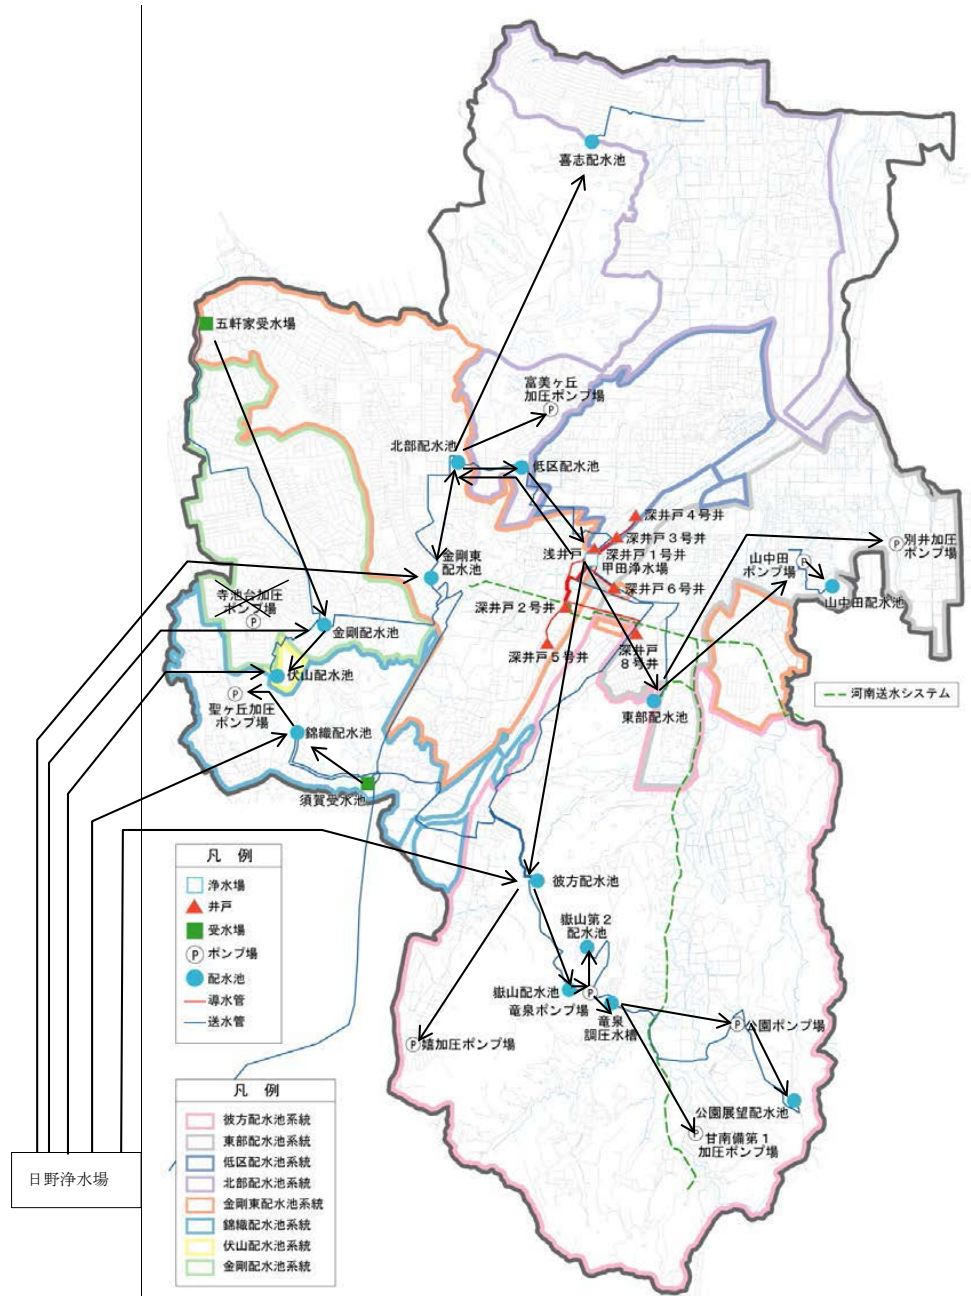 喜志配水池
五軒家受水場
富美ヶ丘
加圧ポンプ場
P
北部配水池
低区配水池
深井戸4号井
深井戸3号井
浅井戸
深井戸1号井
甲田浄水場
別井加圧
ポンプ場
P
山中田
ポンプ場
P
金剛東
配水池
深井戸6号井
山中田配水池
寺池台加圧
ポンプ場
P
深井戸2号井
金剛配水池
深井戸5号井
深井戸
8号井
伏山配水池
P
聖ヶ丘加圧
ポンプ場
東部配水池
河南送水システム
錦織配水池
須賀受水池
凡 例
浄水場
井戸
受水場
P
ポンプ場
配水池
導水管
送水管
彼方配水池
嶽山第2
配水池
嶽山配水池
P
竜泉ポンプ場
竜泉
調圧水槽
P
公園ポンプ場
P
嬉加圧ポンプ場
公園展望配水池
P
甘南備第1
加圧ポンプ場
凡 例
彼方配水池系統
東部配水池系統
低区配水池系統
北部配水池系統
金剛東配水池系統
錦織配水池系統
伏山配水池系統
金剛配水池系統
日野浄水場